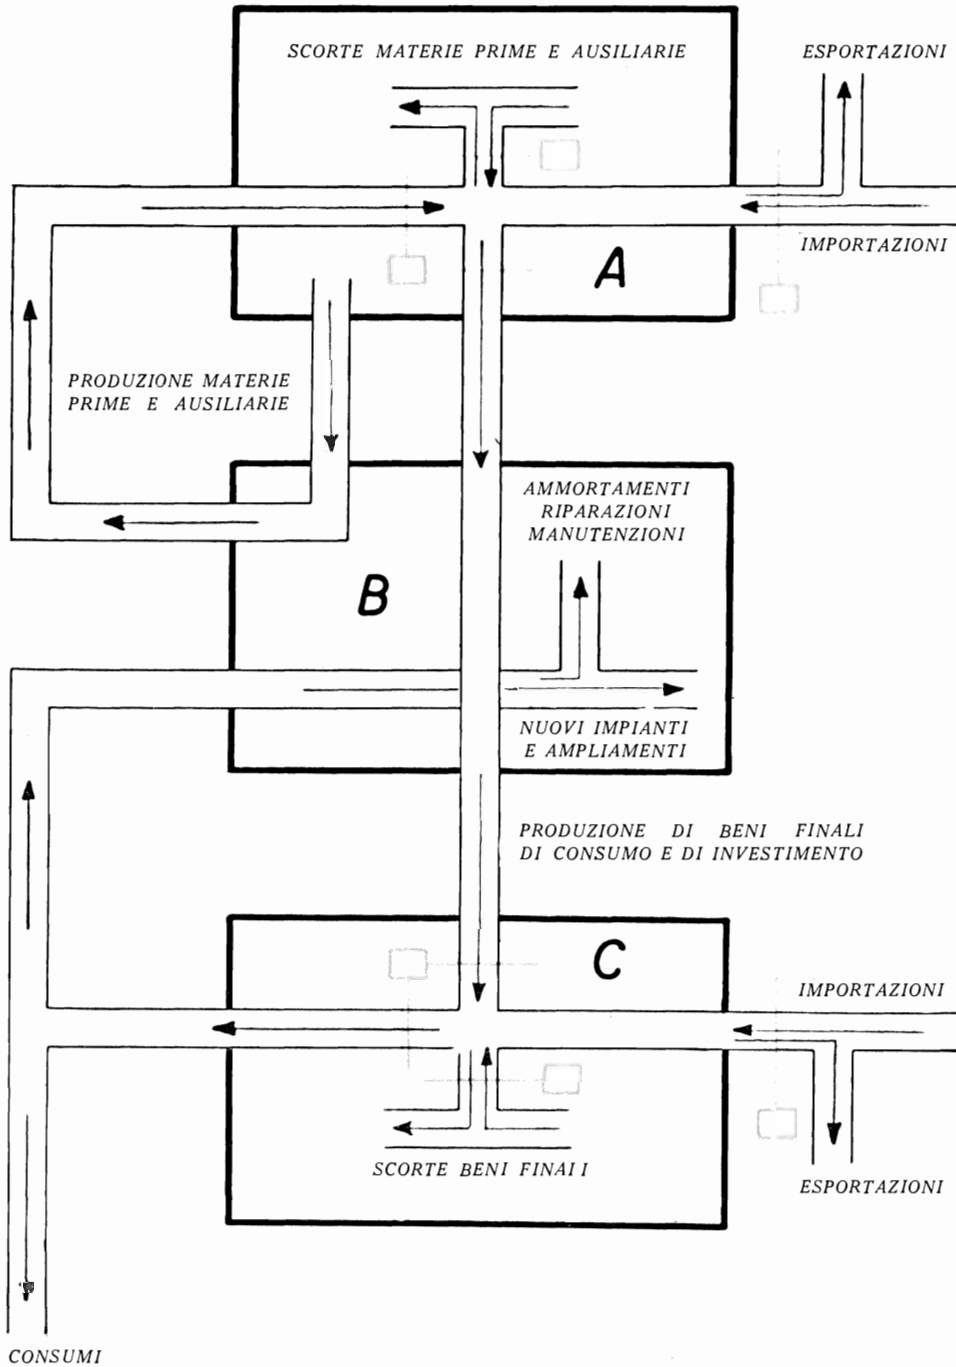 SCORTE MATERIE PRIME E AUSILIARIE
ESPORTAZIONI
IMPORTAZIONI
A
PRODUZIONE MATERIE
PRIME E AUSILIARIE
AMMORTAMENTI
RIPARAZIONI
MANUTENZIONI
B
NUOVI IMPIANTI
E AMPLIAMENTI
PRODUZIONE DI BENI FINALI
DI CONSUMO E DI INVESTIMENTO
C
IMPORTAZIONI
SCORTE BENI FINAI I
ESPORTAZIONI
CONSUMI